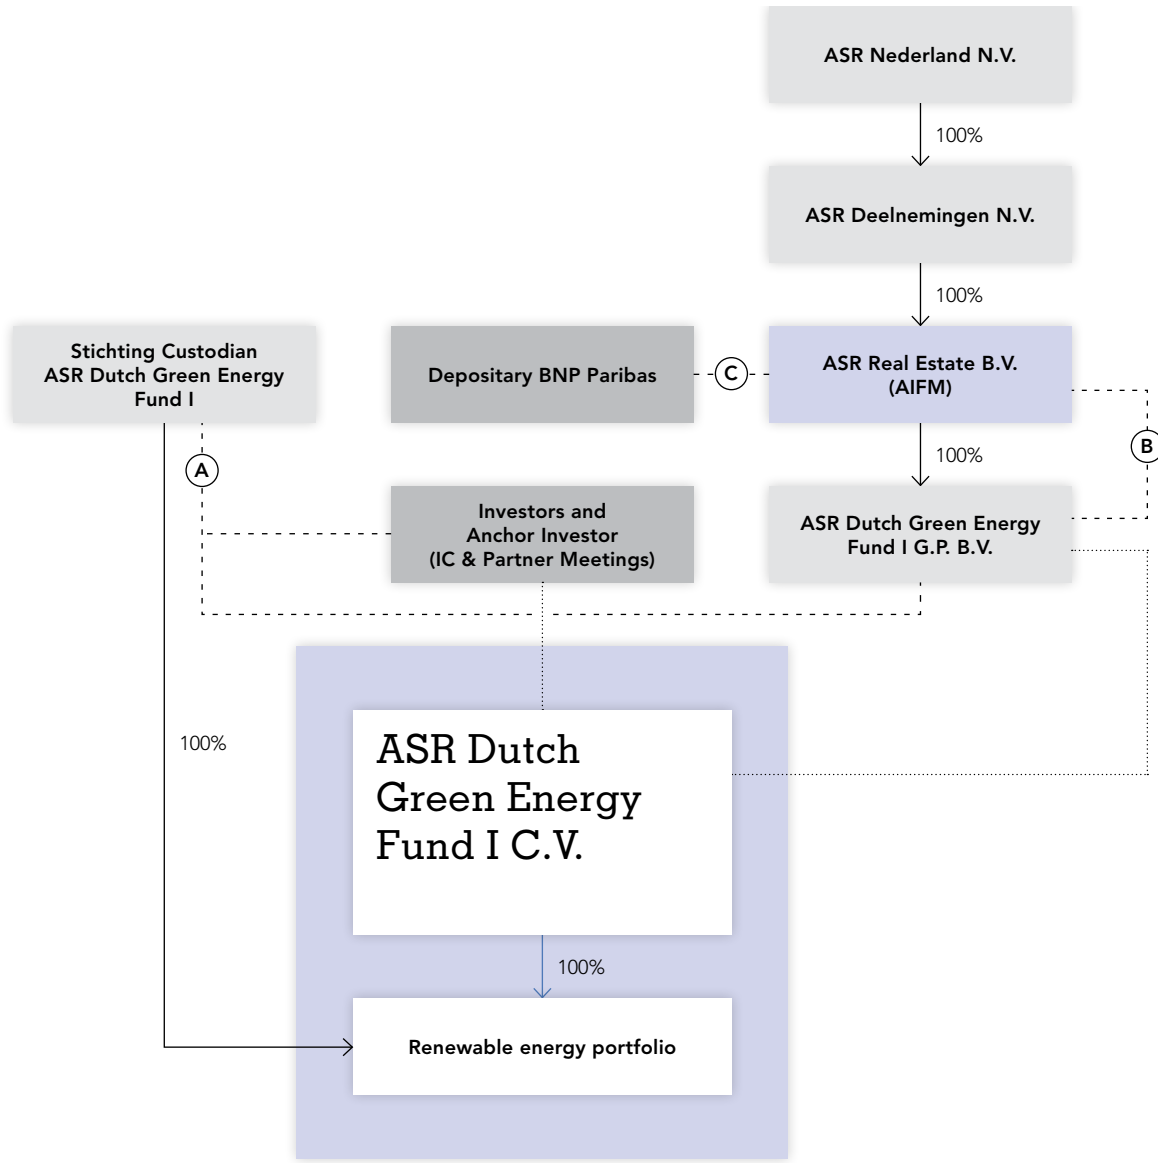 ASR Nederland N.V.
100%
ASR Deelnemingen N.V.
100%
Stichting Custodian
ASR Dutch Green Energy
Fund I
Depositary BNP Paribas
C
ASR Real Estate B.V.
(AIFM)
B
100%
A
Investors and
Anchor Investor
(IC & Partner Meetings)
ASR Dutch Green Energy
Fund I G.P. B.V.
100%
ASR Dutch
Green Energy
Fund I C.V.
100%
Renewable energy portfolio